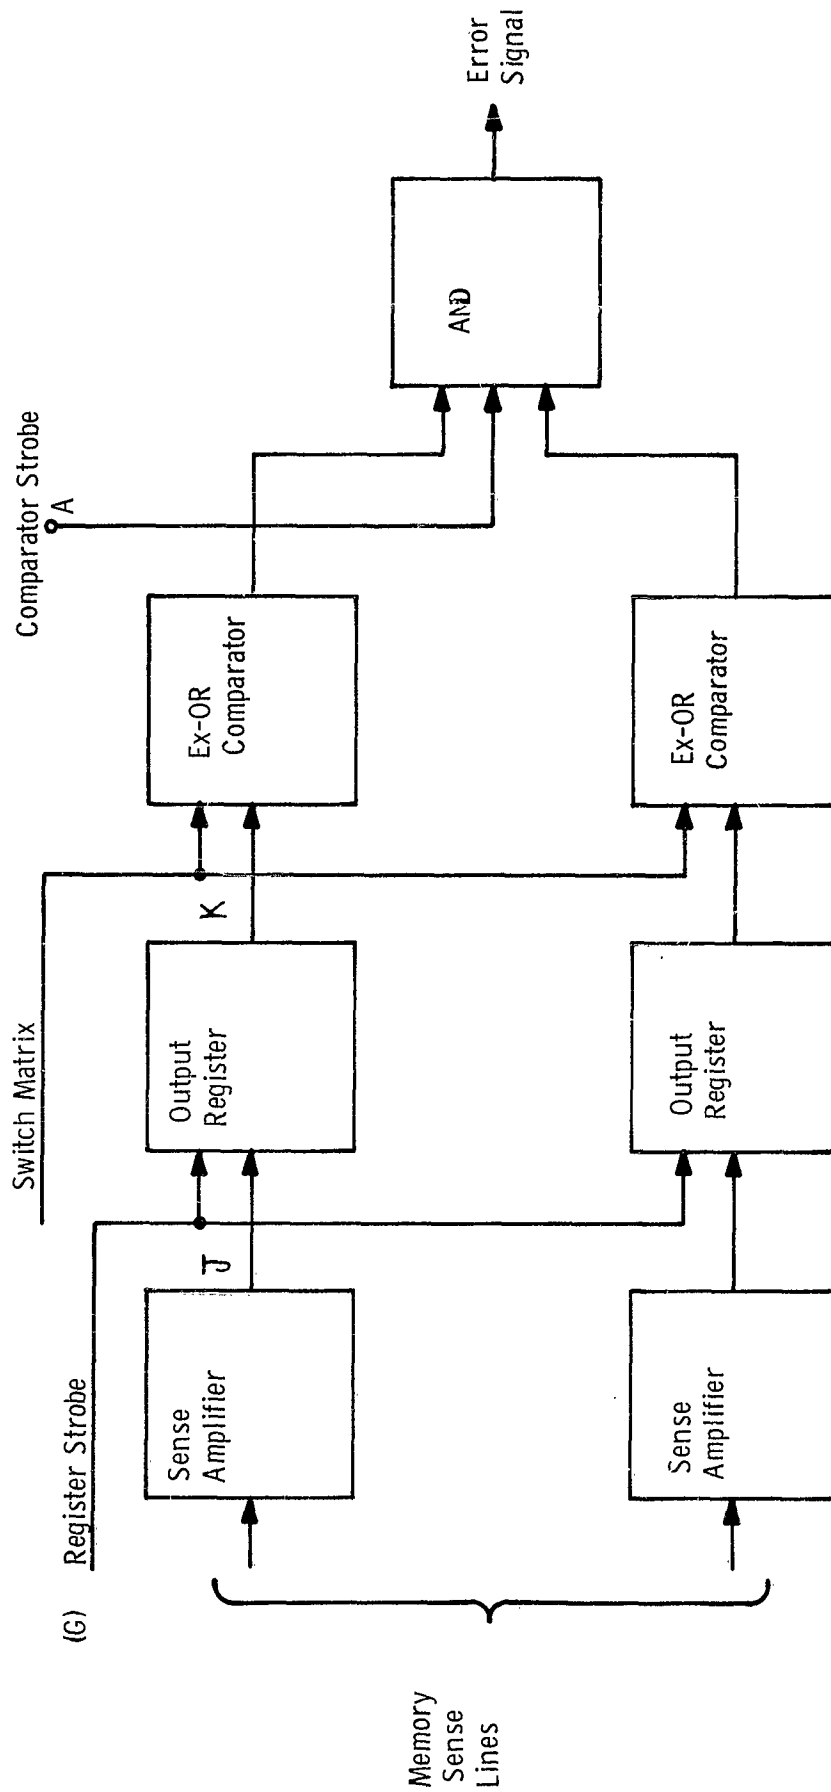 (G)
Register Strobe
Switch Matrix
Comparator Strobe
A
Sense
Amplifier
J
Output
Register
K
Ex-OR
Comparator
AND
Error
Signal
Memory
Sense
Lines
Sense
Amplifier
Output
Register
Ex-OR
Comparator